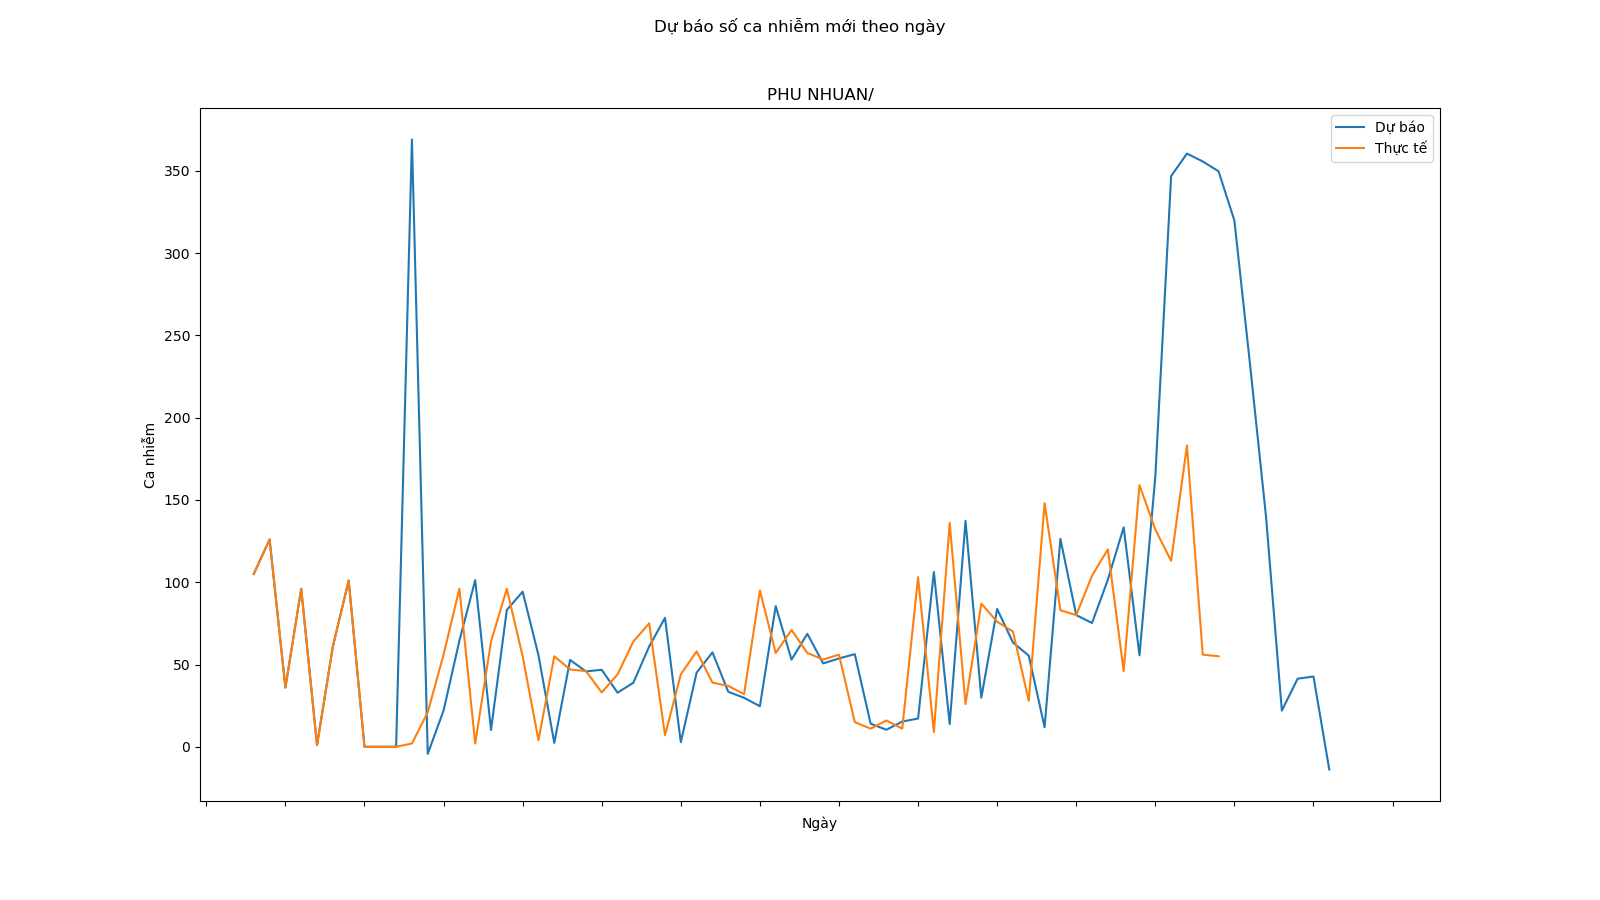 Dự báo số ca nhiễm mới theo ngày
PHU NHUAN/
Dự báo
Thực tế
350
300
250
200
150
100
50
0
Ca nhiễm
Ngày